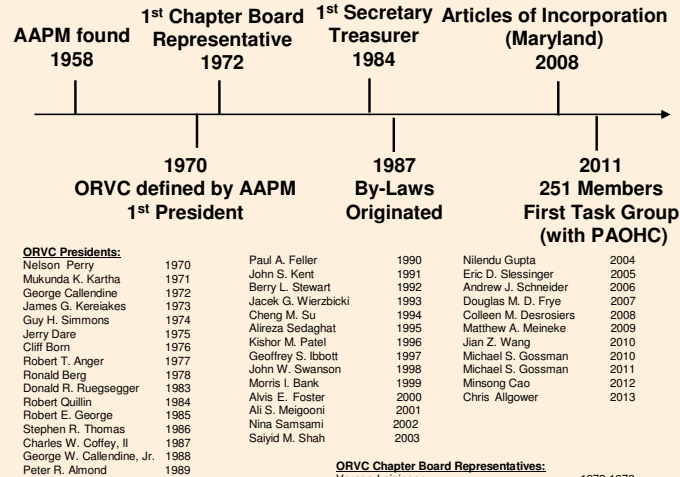 AAPM found
1958
1st Chapter Board
Representative
1972
1st Secretary
Treasurer
1984
Articles of Incorporation
(Maryland)
2008
1970
ORVC defined by AAPM
1st President
1987
By-Laws
Originated
2011
251 Members
First Task Group
(with PAOHC)
ORVC Presidents:
Nelson Perry 1970
Mukunda K. Kartha 1971
George Callendine 1972
James G. Kereiakes 1973
Guy H. Simmons 1974
Jerry Dare 1975
Cliff Born 1976
Robert T. Anger 1977
Ronald Berg 1978
Donald R. Ruegsegger 1983
Robert Quillin 1984
Robert E. George 1985
Stephen R. Thomas 1986
Charles W. Coffey, II 1987
George W. Callendine, Jr. 1988
Peter R. Almond 1989
Paul A. Feller 1990
John S. Kent 1991
Berry L. Stewart 1992
Jacek G. Wierzbicki 1993
Cheng M. Su 1994
Alireza Sedaghat 1995
Kishor M. Patel 1996
Geoffrey S. Ibbott 1997
John W. Swanson 1998
Morris I. Bank 1999
Alvis E. Foster 2000
Ali S. Meigooni 2001
Nina Samsami 2002
Saiyid M. Shah 2003
Nilendu Gupta 2004
Eric D. Slessinger 2005
Andrew J. Schneider 2006
Douglas M. D. Frye 2007
Colleen M. Desrosiers 2008
Matthew A. Meineke 2009
Jian Z. Wang 2010
Michael S. Gossman 2010
Michael S. Gossman 2011
Minsong Cao 2012
Chris Allgower 2013
ORVC Chapter Board Representatives: